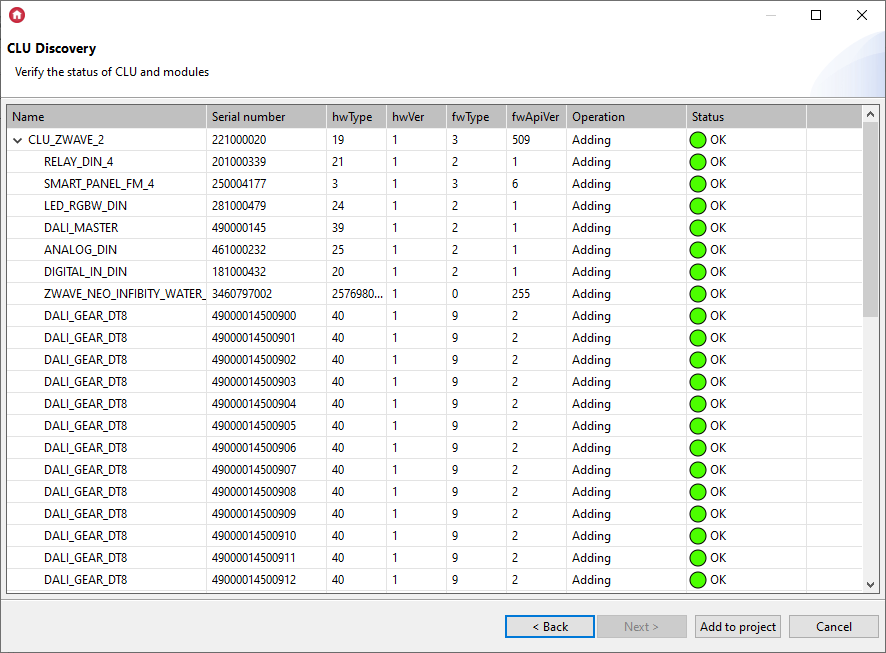 CLU Discovery
Verify the status of CLU and modules
Name Serial number hwType hwVer fwType fwApiVer Operation Status
CLU_ZWAVE_2 221000020 19 1 3 509 Adding OK
RELAY_DIN_4 201000339 21 1 2 1 Adding OK
SMART_PANEL_FM_4 250004177 3 1 3 6 Adding OK
LED_RGBW_DIN 281000479 24 1 2 1 Adding OK
DALI_MASTER 490000145 39 1 2 1 Adding OK
ANALOG_DIN 461000232 25 1 2 1 Adding OK
DIGITAL_IN_DIN 181000432 20 1 2 1 Adding OK
ZWAVE_NEO_INFIBITY_WATER_ 3460797002 2576980... 1 0 255 Adding OK
DALI_GEAR_DT8 49000014500900 40 1 9 2 Adding OK
DALI_GEAR_DT8 49000014500901 40 1 9 2 Adding OK
DALI_GEAR_DT8 49000014500902 40 1 9 2 Adding OK
DALI_GEAR_DT8 49000014500903 40 1 9 2 Adding OK
DALI_GEAR_DT8 49000014500904 40 1 9 2 Adding OK
DALI_GEAR_DT8 49000014500905 40 1 9 2 Adding OK
DALI_GEAR_DT8 49000014500906 40 1 9 2 Adding OK
DALI_GEAR_DT8 49000014500907 40 1 9 2 Adding OK
DALI_GEAR_DT8 49000014500908 40 1 9 2 Adding OK
DALI_GEAR_DT8 49000014500909 40 1 9 2 Adding OK
DALI_GEAR_DT8 49000014500910 40 1 9 2 Adding OK
DALI_GEAR_DT8 49000014500911 40 1 9 2 Adding OK
DALI_GEAR_DT8 49000014500912 40 1 9 2 Adding OK
< Back Next > Add to project Cancel